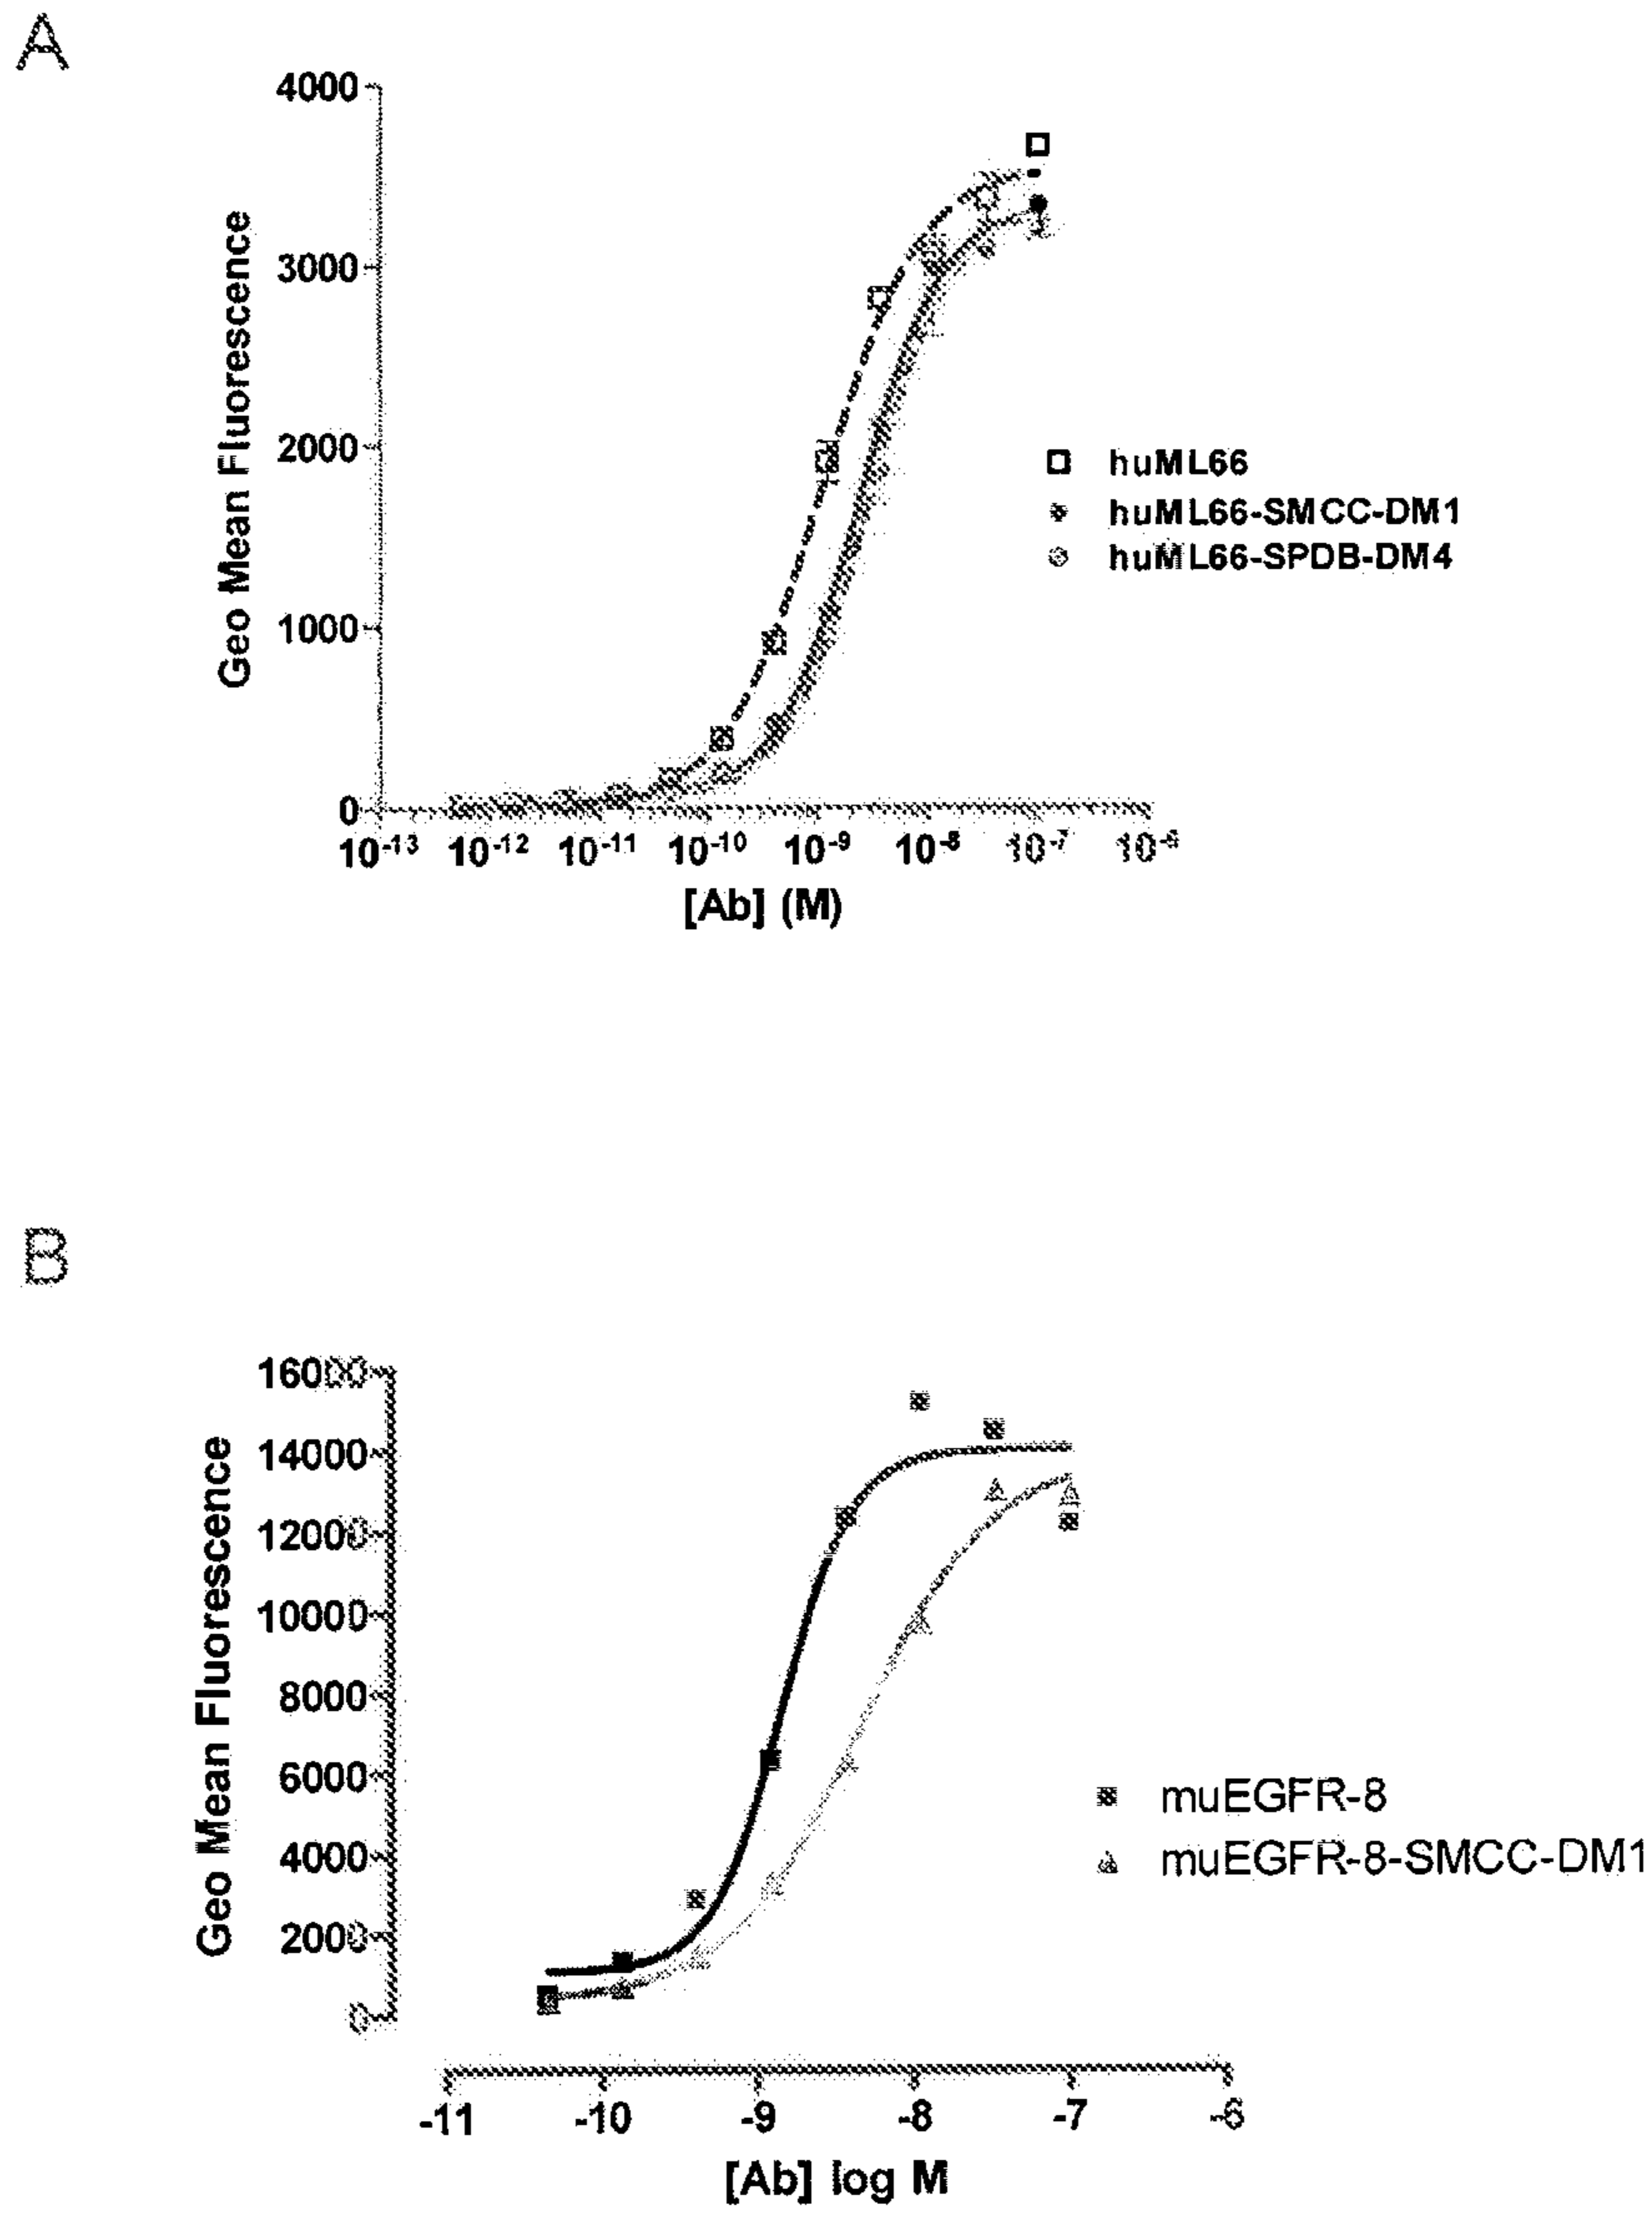 A
4000
3000
2000
1000
0
Geo Mean Fluorescence
10-13 10-12 10-11 10-10 10-9 10-8 10-7
[Ab] (M)
huML66
huML66-SMCC-DM1
huML66-SPDB-DM4
B
16000
14000
12000
10000
8000
6000
4000
2000
0
Geo Mean Fluorescence
-11 -10 -9 -8 -7 -6
[Ab] log M
muEGFR-8
muEGFR-8-SMCC-DM1